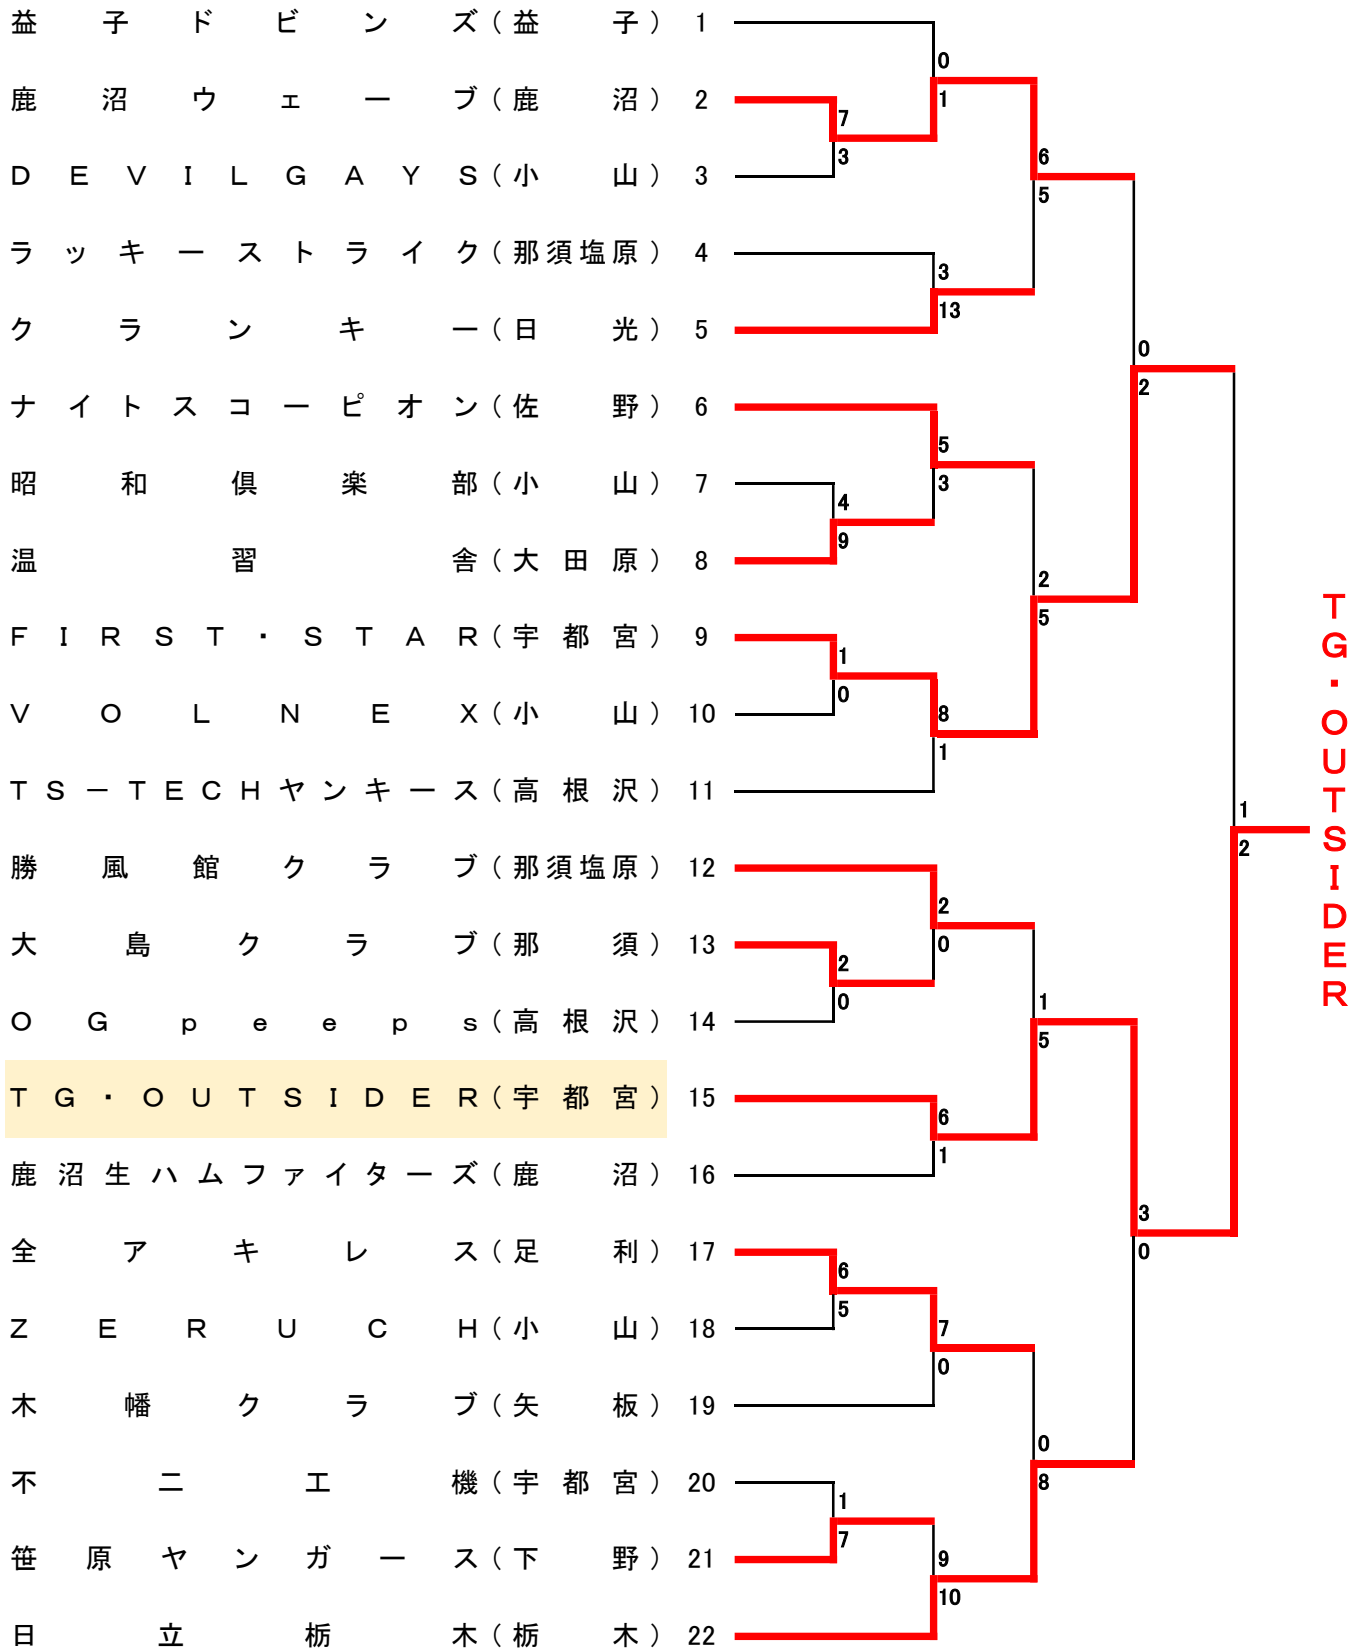 益子ドビンズ（益子） 1
0
鹿沼ウェーブ（鹿沼） 2
1
7
3
DEVILGAYS（小山） 3
6
5
ラッキーストライク（那須塩原） 4
3
13
クランキー（日光） 5
0
2
ナイトスコーピオン（佐野） 6
5
3
昭和倶楽部（小山） 7
4
9
温習舎（大田原） 8
2
5
FIRST・STAR（宇都宮） 9
1
0
VOLNEX（小山） 10
8
1
TS－TECHヤンキース（高根沢） 11
1
2
勝風館クラブ（那須塩原） 12
2
0
大島クラブ（那須） 13
2
0
OGpeeps（高根沢） 14
1
5
TG・OUTSIDER（宇都宮） 15
6
1
鹿沼生ハムファイターズ（鹿沼） 16
3
0
全アキレス（足利） 17
6
5
ZERUCH（小山） 18
7
0
木幡クラブ（矢板） 19
0
8
不二工機（宇都宮） 20
1
7
笹原ヤンガース（下野） 21
9
10
日立栃木（栃木） 22
TG・OUTSIDER